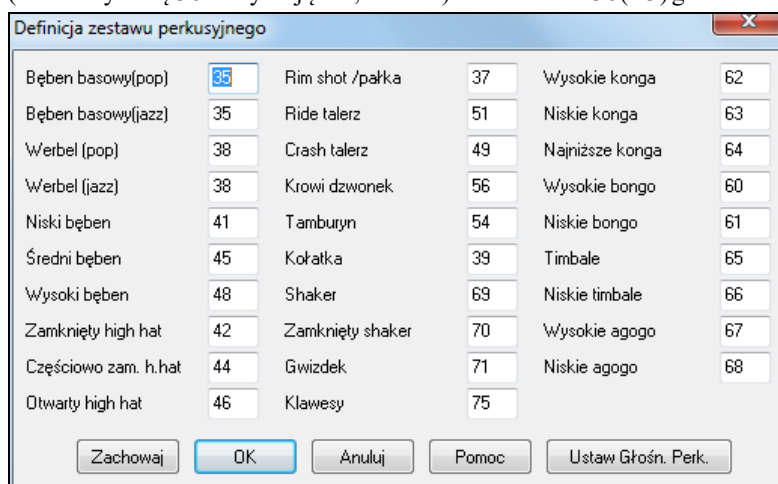 Definicja zestawu perkusyjnego
Bęben basowy(pop) 35 Rim shot /pałka 37 Wysokie konga 62
Bęben basowy(jazz) 35 Ride talerz 51 Niskie konga 63
Werbel (pop) 38 Crash talerz 49 Najniższe konga 64
Werbel (jazz) 38 Krowi dzwonek 56 Wysokie bongo 60
Niski bęben 41 Tamburyn 54 Niskie bongo 61
Średni bęben 45 Kołatka 39 Timbale 65
Wysoki bęben 48 Shaker 69 Niskie timbale 66
Zamknięty high hat 42 Zamknięty shaker 70 Wysokie agogo 67
Częściowo zam. h.hat 44 Gwizdek 71 Niskie agogo 68
Otwarty high hat 46 Klawesy 75
Zachowaj OK Anuluj Pomoc Ustaw Głośn. Perk.